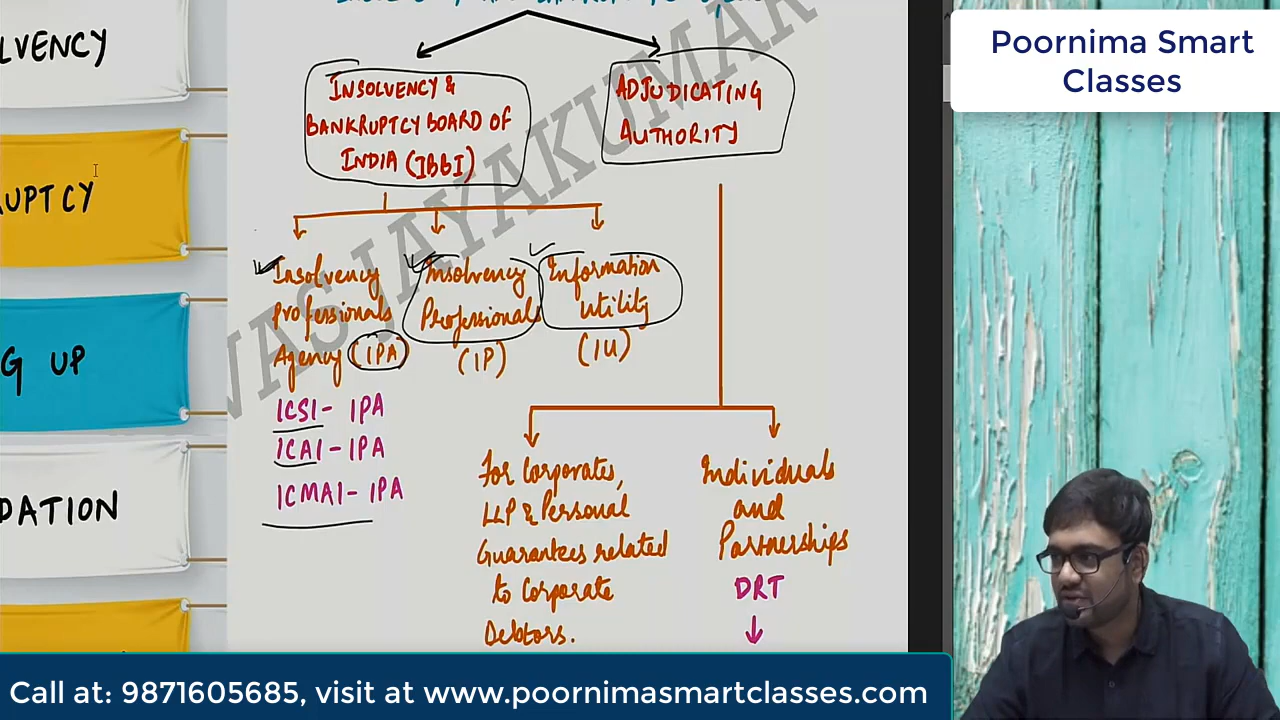 Poornima Smart
Classes
LVENCY
UPTCY
G UP
DATION
INSOLVENCY &
BANKRUPTCY BOARD OF
INDIA (IBBI)
ADJUDICATING
AUTHORITY
VAS JAYAKUMAR
Insolvency
Professionals
Agency (IPA)
Insolvency
Professionals
(IP)
Information
Utility
(IU)
ICSI - IPA
ICAI - IPA
ICMAI - IPA
For Corporates,
LLP & Personal
Guarantees related
to Corporate
Debtors.
Individuals
and
Partnerships
DRT
Call at: 9871605685, visit at www.poornimasmartclasses.com